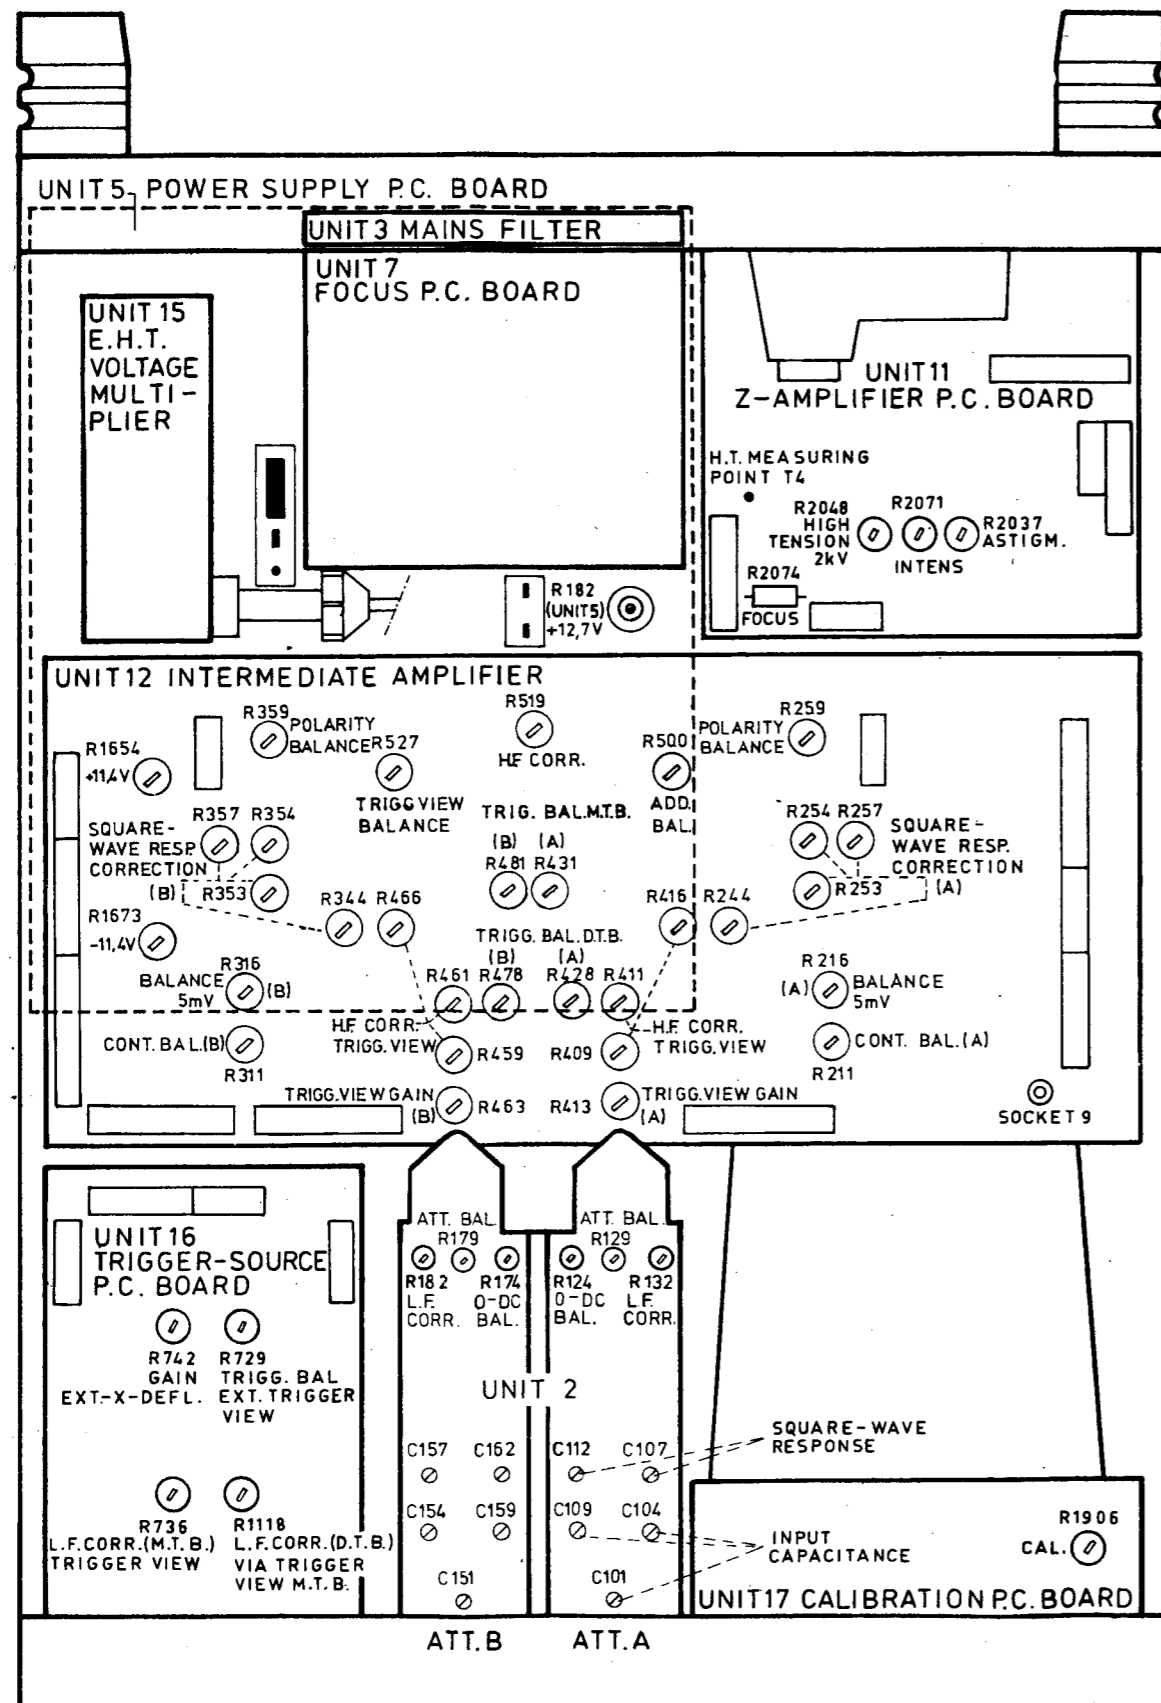 UNIT 5 POWER SUPPLY P.C. BOARD
UNIT 3 MAINS FILTER
UNIT 7
FOCUS P.C. BOARD
UNIT 15
E.H.T.
VOLTAGE
MULTI-
PLIER
UNIT 11
Z-AMPLIFIER P.C. BOARD
H.T. MEASURING
POINT T4
R2048
HIGH
TENSION
2kV
R2071
INTENS
R2037
ASTIGM.
R2074
FOCUS
R182
(UNIT5)
+12,7V
UNIT 12 INTERMEDIATE AMPLIFIER
R359
POLARITY
BALANCE
R527
TRIGG VIEW
BALANCE
R519
H.F CORR.
R500
ADD.
BAL.
R259
POLARITY
BALANCE
R1654
+11,4V
R357
R354
SQUARE-
WAVE RESP.
CORRECTION
(B)
R353
TRIG. BAL.M.T.B.
(B) (A)
R481 R431
R254 R257
SQUARE-
WAVE RESP.
CORRECTION
(A)
R253
R344 R466
R416 R244
R1673
-11,4V
TRIGG. BAL.D.T.B.
(B) (A)
R461 R478 R428 R411
R316
BALANCE
5mV
(B)
R216
(A)
BALANCE
5mV
H.F. CORR.
TRIGG. VIEW
R459
R409
H.F. CORR.
TRIGG. VIEW
CONT. BAL.(B)
R311
CONT. BAL.(A)
R211
TRIGG.VIEW GAIN
(B)
R463
R413
TRIGG.VIEW GAIN
(A)
SOCKET 9
UNIT 16
TRIGGER-SOURCE
P.C. BOARD
R742
GAIN
EXT.-X-DEFL.
R729
TRIGG. BAL
EXT. TRIGGER
VIEW
R736
L.F.CORR.(M.T.B.)
TRIGGER VIEW
R1118
L.F.CORR.(D.T.B.)
VIA TRIGGER
VIEW M.T.B.
ATT. BAL.
R179
R182
L.F.
CORR.
R174
0-DC
BAL.
ATT. BAL.
R129
R124
0-DC
BAL.
R132
L.F.
CORR.
UNIT 2
C157 C162 C112 C107
SQUARE-WAVE
RESPONSE
C154 C159 C109 C104
INPUT
CAPACITANCE
C151 C101
R1906
CAL.
UNIT 17 CALIBRATION P.C. BOARD
ATT.B ATT.A